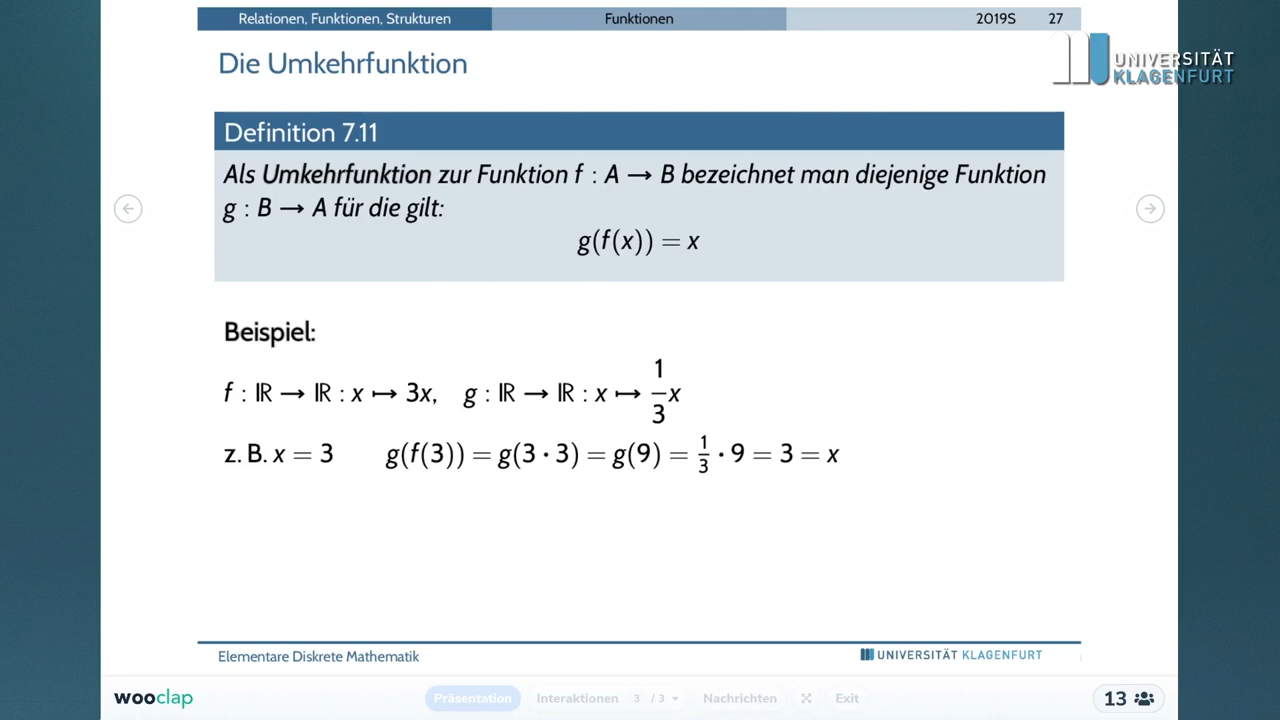 Relationen, Funktionen, Strukturen Funktionen 2019S 27
UNIVERSITÄT
KLAGENFURT
Die Umkehrfunktion
Definition 7.11
Als Umkehrfunktion zur Funktion f : A → B bezeichnet man diejenige Funktion
g : B → A für die gilt:
g(f(x)) = x
Beispiel:
f : ℝ → ℝ : x ↦ 3x, g : ℝ → ℝ : x ↦ 1/3 x
z. B. x = 3 g(f(3)) = g(3 · 3) = g(9) = 1/3 · 9 = 3 = x
Elementare Diskrete Mathematik UNIVERSITÄT KLAGENFURT
wooclap Präsentation Interaktionen 3 / 3 Nachrichten Exit 13